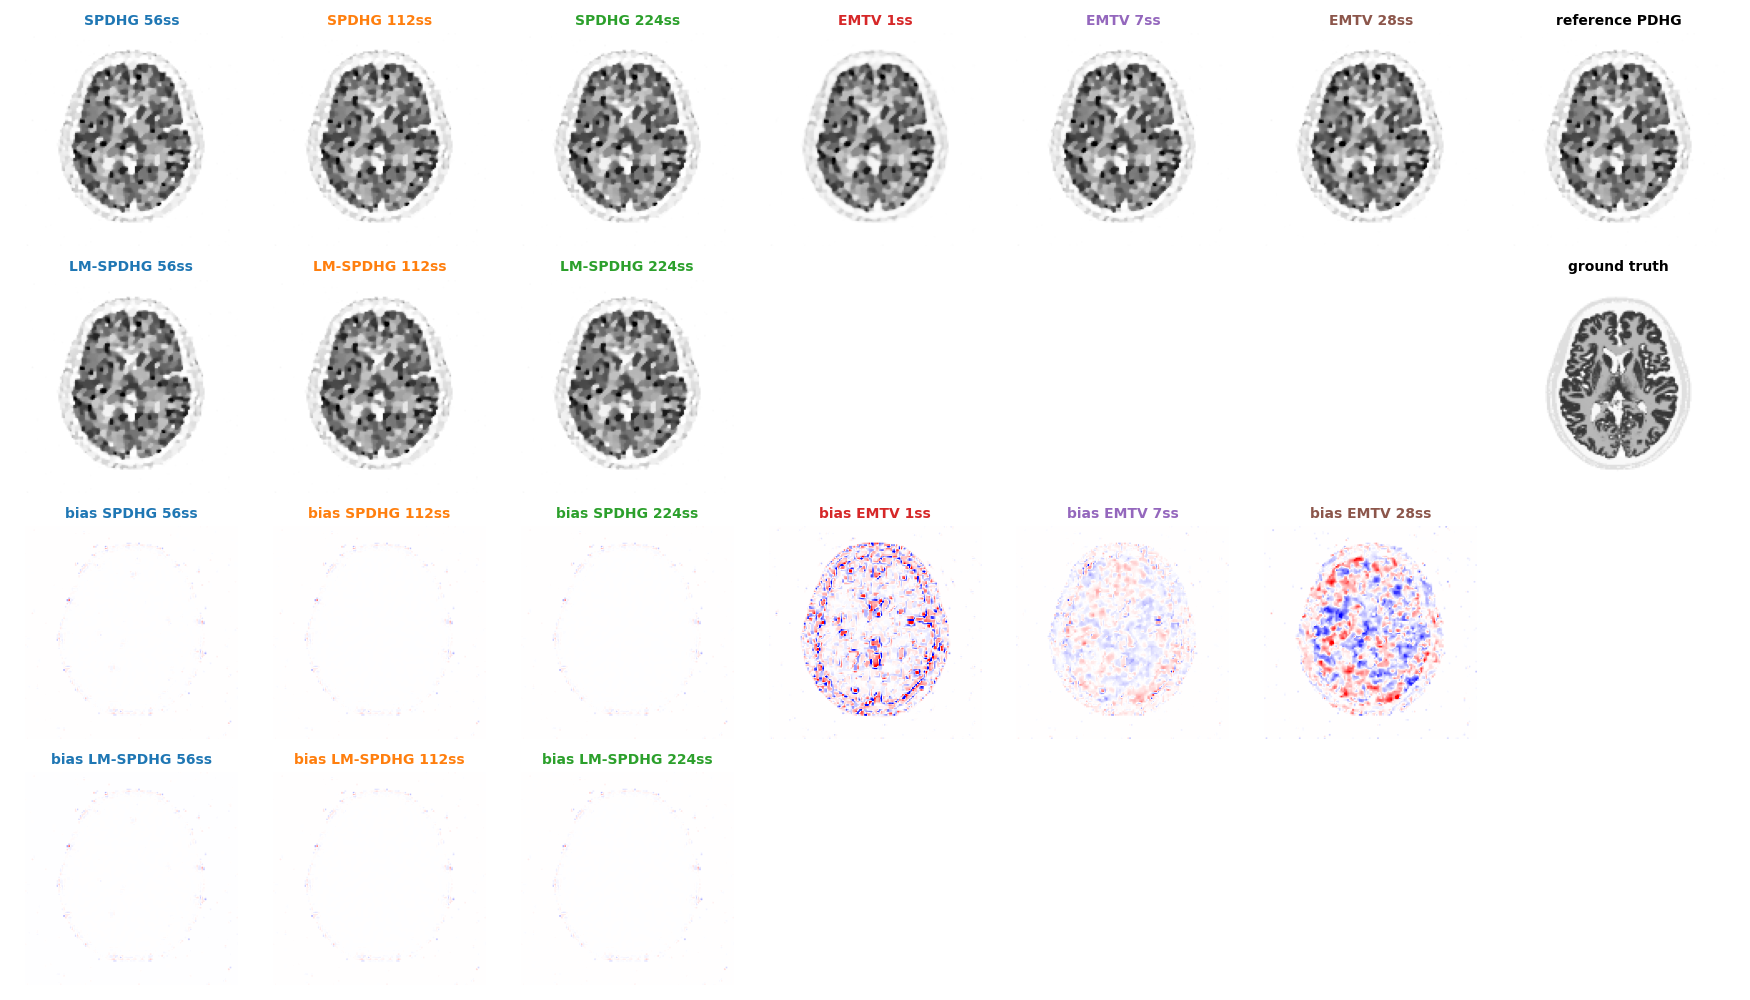 SPDHG 56ss
SPDHG 112ss
SPDHG 224ss
EMTV 1ss
EMTV 7ss
EMTV 28ss
reference PDHG
LM-SPDHG 56ss
LM-SPDHG 112ss
LM-SPDHG 224ss
ground truth
bias SPDHG 56ss
bias SPDHG 112ss
bias SPDHG 224ss
bias EMTV 1ss
bias EMTV 7ss
bias EMTV 28ss
bias LM-SPDHG 56ss
bias LM-SPDHG 112ss
bias LM-SPDHG 224ss